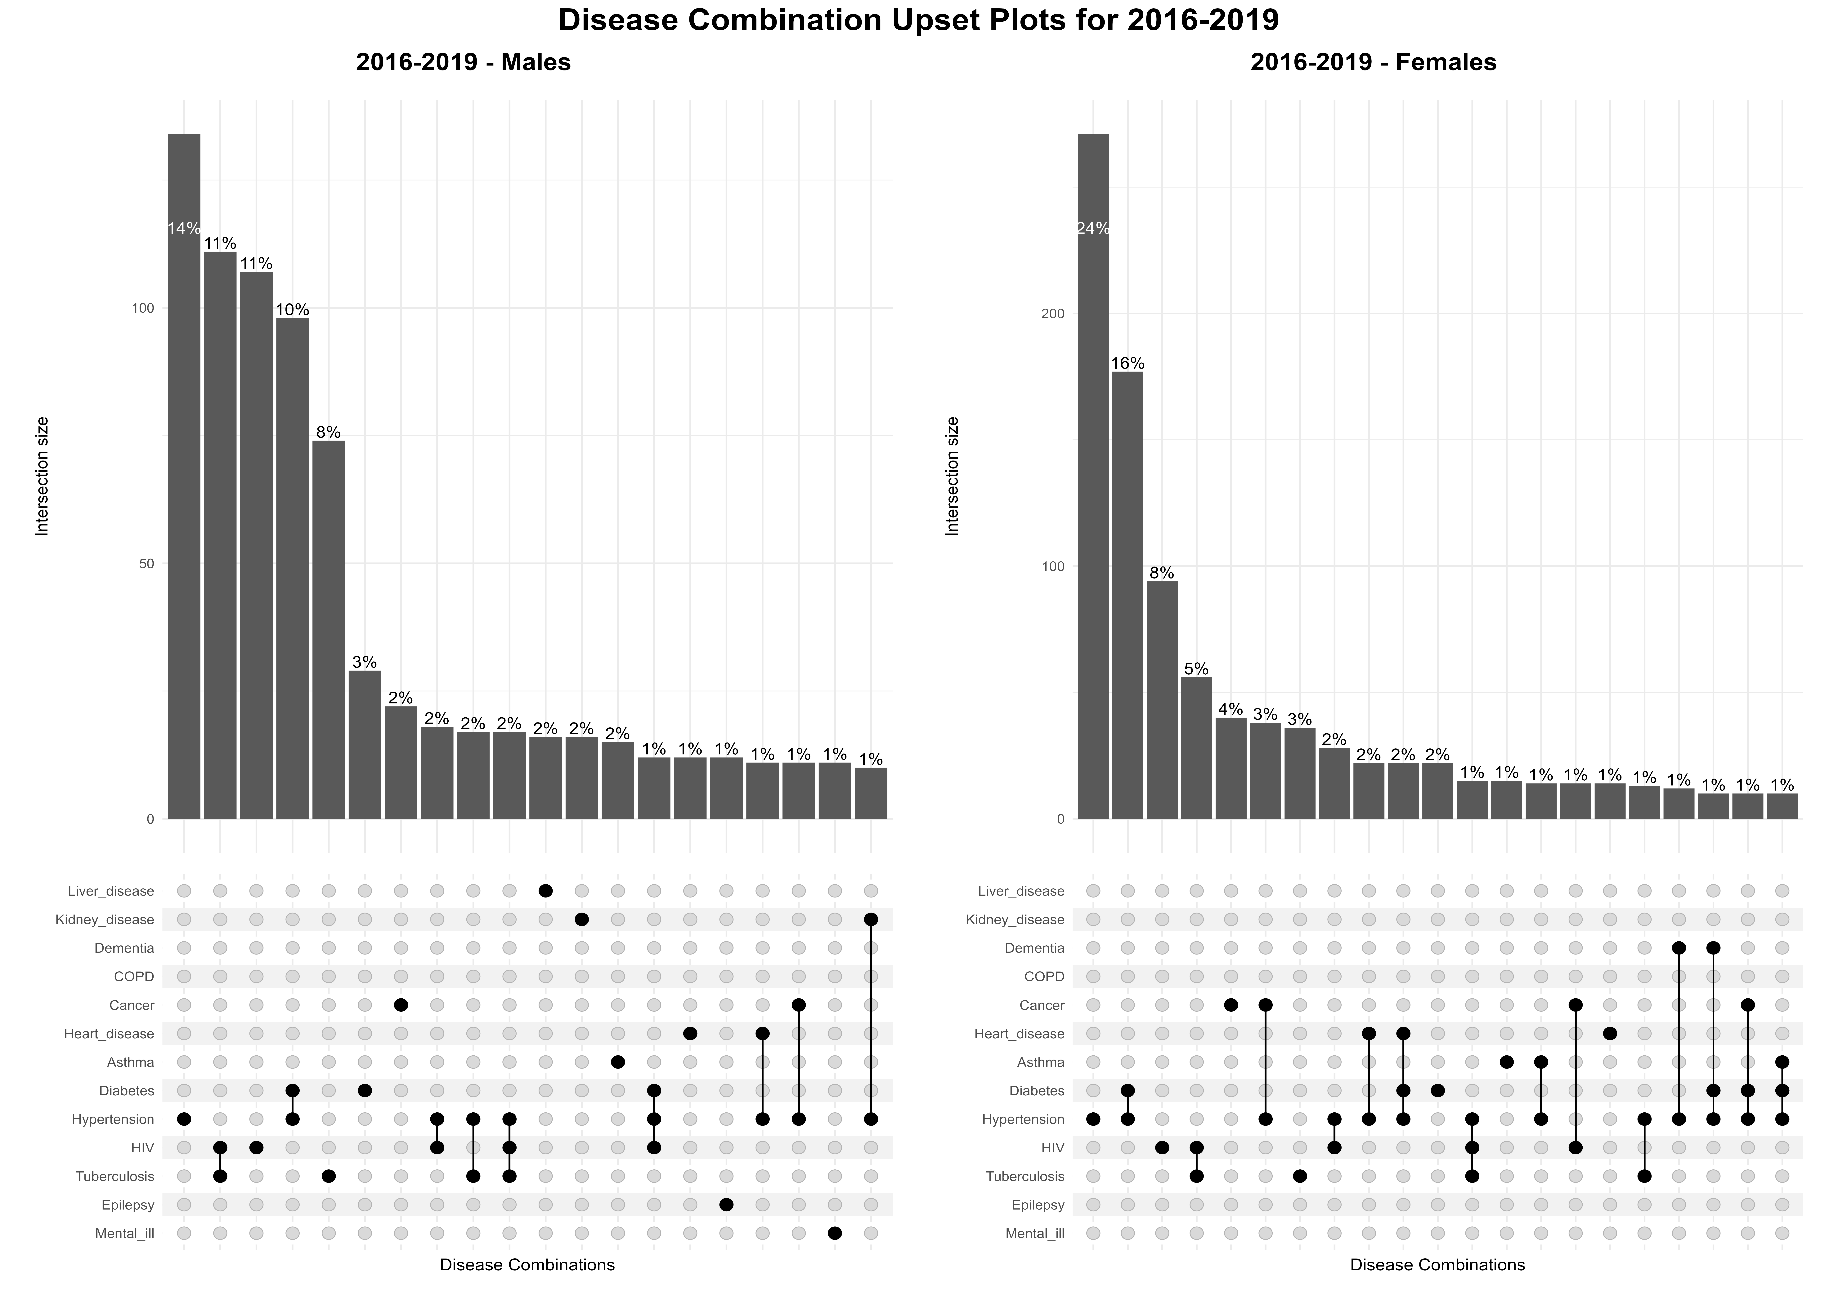 Disease Combination Upset Plots for 2016-2019
2016-2019 - Males
Intersection size
100
50
0
14%
11%
11%
10%
8%
3%
2%
2%
2%
2%
2%
2%
2%
1%
1%
1%
1%
1%
1%
1%
Liver_disease
Kidney_disease
Dementia
COPD
Cancer
Heart_disease
Asthma
Diabetes
Hypertension
HIV
Tuberculosis
Epilepsy
Mental_ill
Disease Combinations
2016-2019 - Females
Intersection size
200
100
0
24%
16%
8%
5%
4%
3%
3%
2%
2%
2%
2%
1%
1%
1%
1%
1%
1%
1%
1%
1%
1%
Liver_disease
Kidney_disease
Dementia
COPD
Cancer
Heart_disease
Asthma
Diabetes
Hypertension
HIV
Tuberculosis
Epilepsy
Mental_ill
Disease Combinations